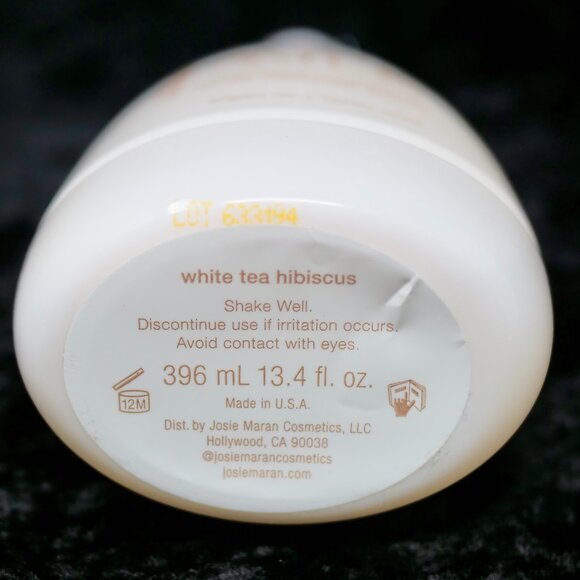 LOT 633194
white tea hibiscus
Shake Well.
Discontinue use if irritation occurs.
Avoid contact with eyes.
12M
396 mL 13.4 fl. oz.
Made in U.S.A.
Dist. by Josie Maran Cosmetics, LLC
Hollywood, CA 90038
@josiemarancosmetics
josiemaran.com